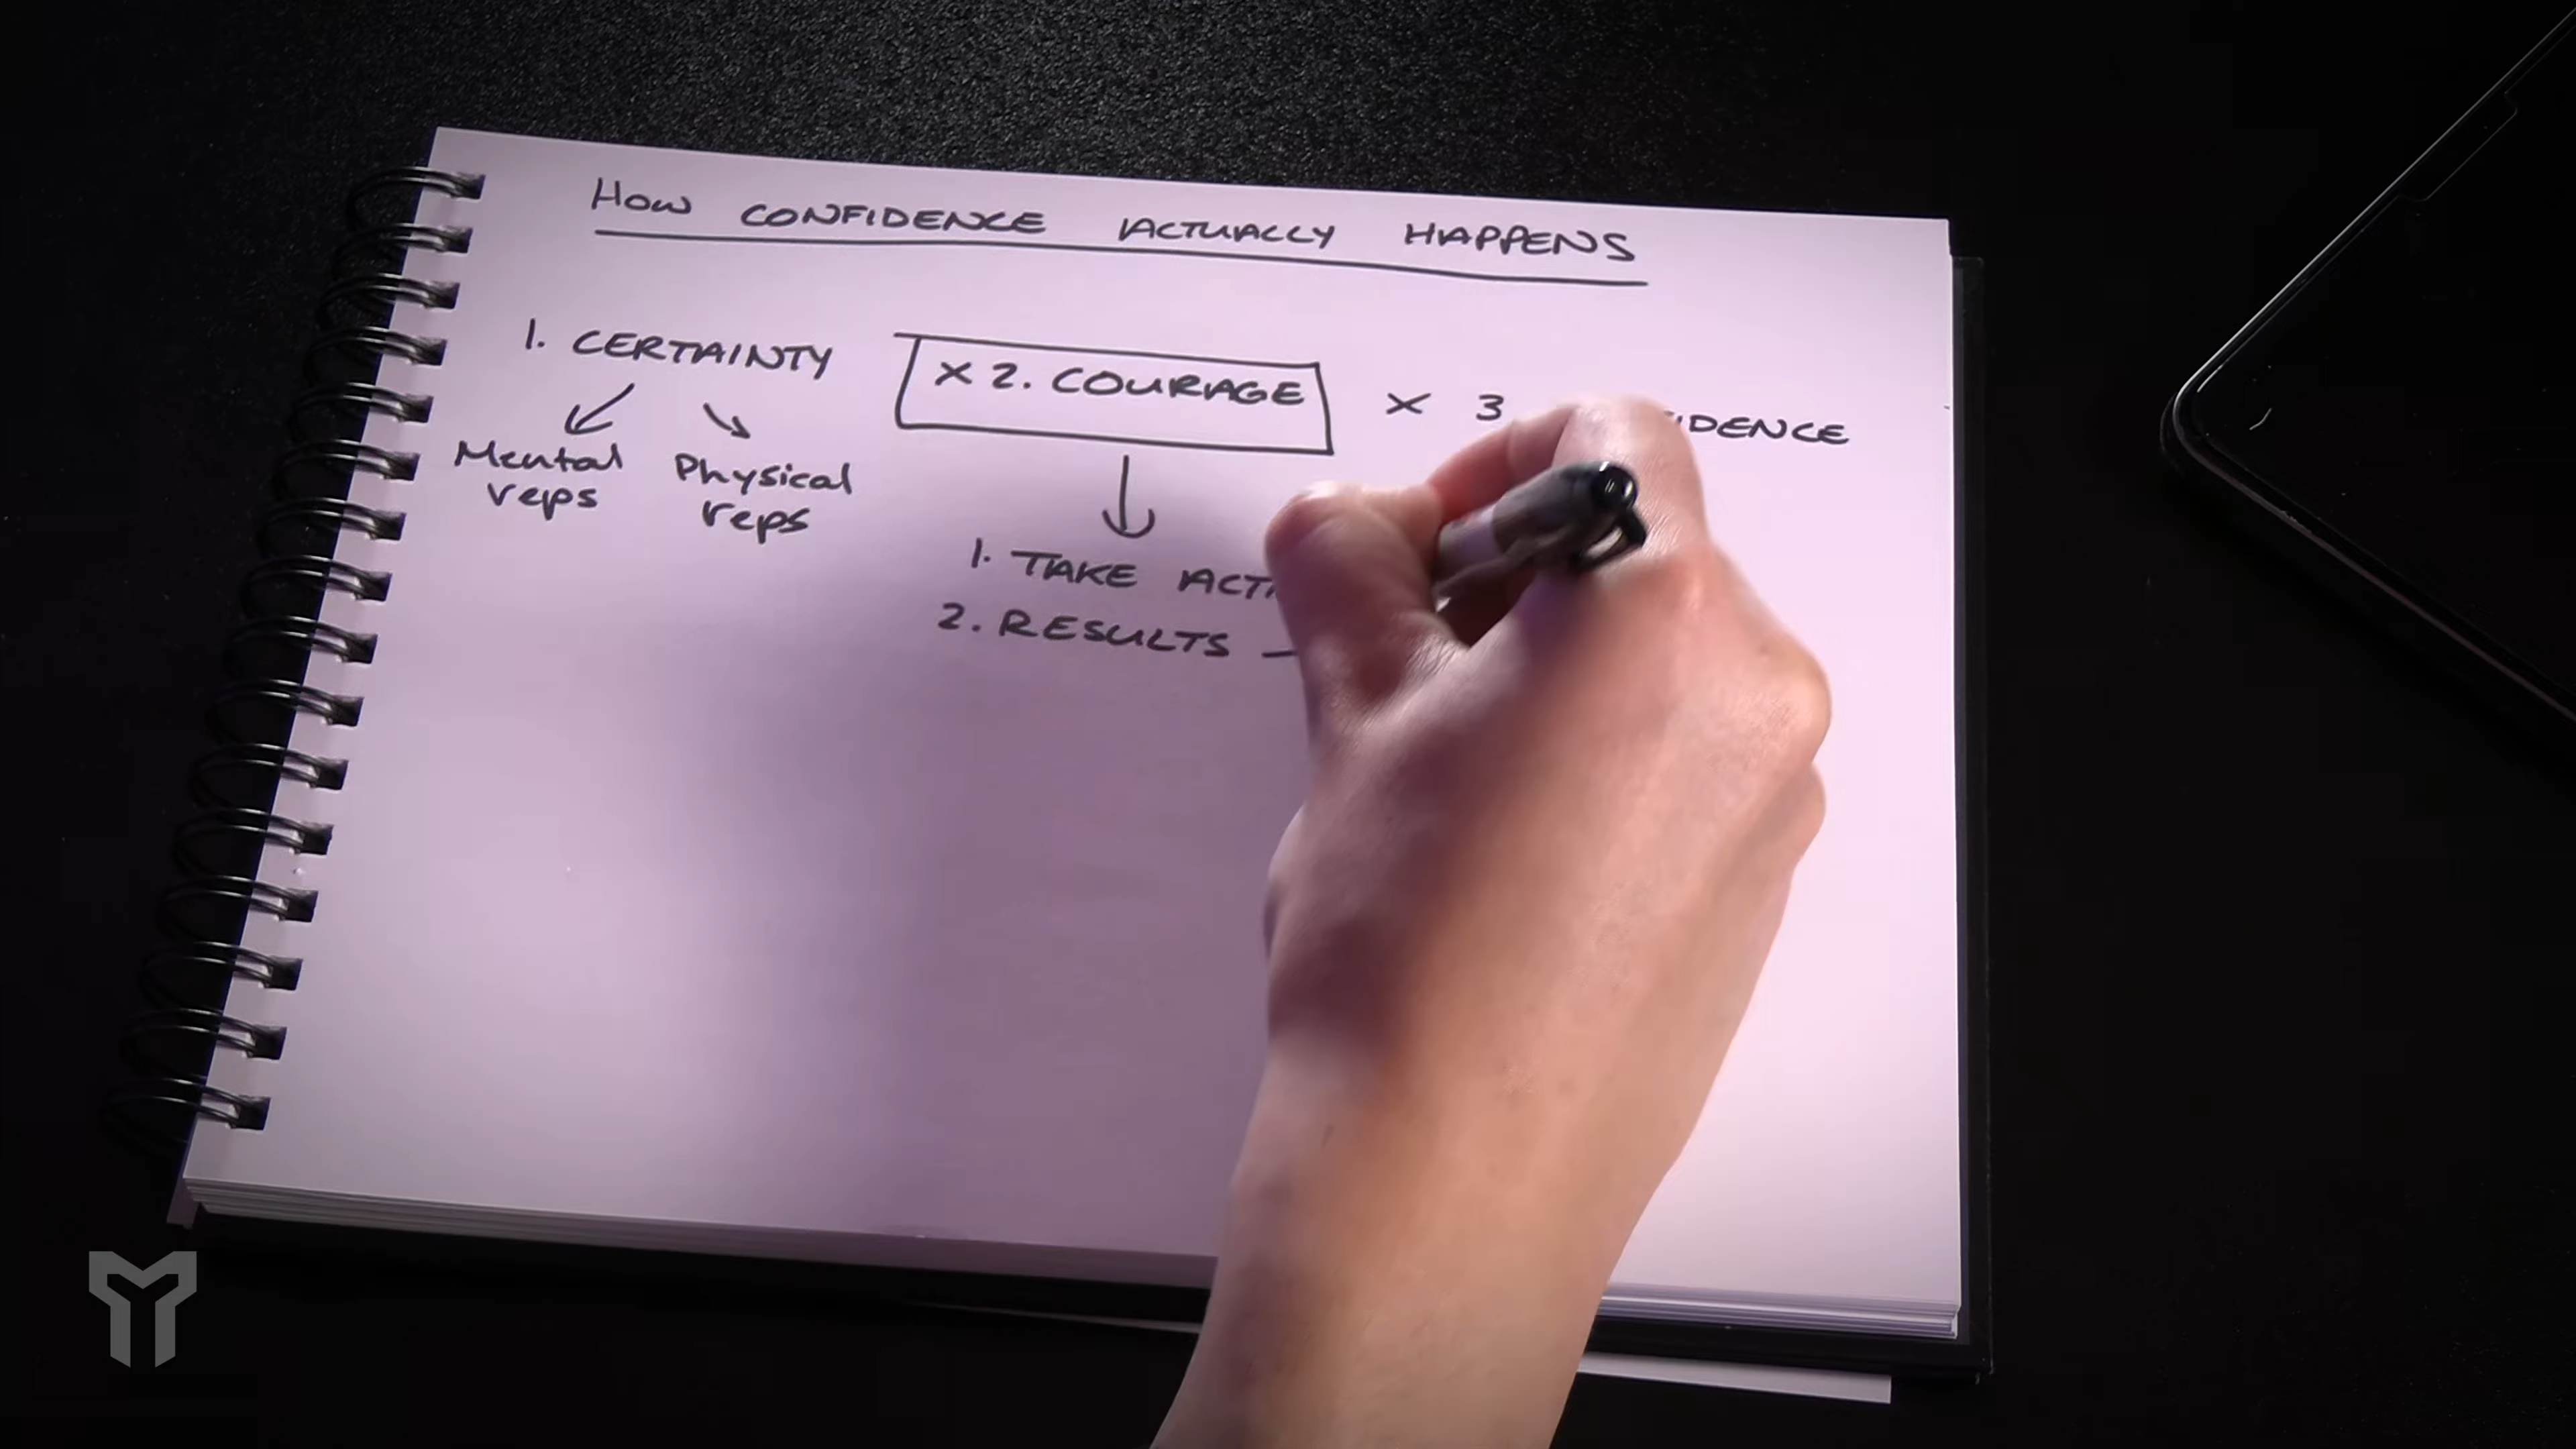 How CONFIDENCE ACTUALLY HAPPENS
1. CERTAINTY
Mental reps
Physical reps
X 2. COURAGE
X 3
1. TAKE
2. RESULTS -